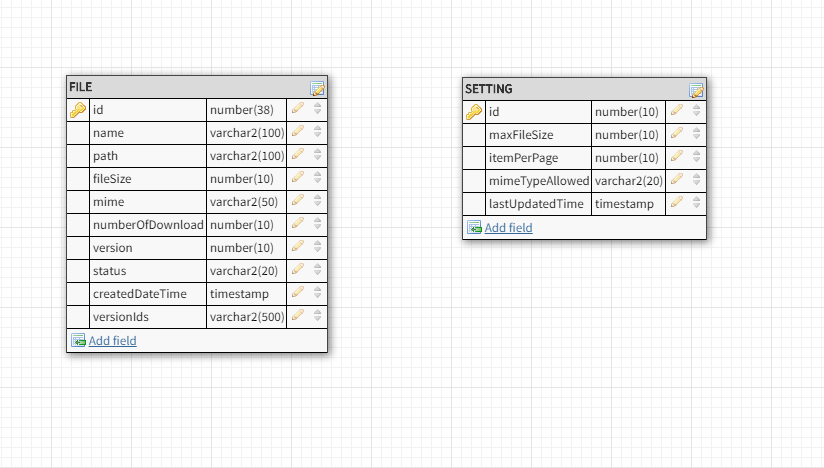 FILE
id number(38)
name varchar2(100)
path varchar2(100)
fileSize number(10)
mime varchar2(50)
numberOfDownload number(10)
version number(10)
status varchar2(20)
createdDateTime timestamp
versionIds varchar2(500)
Add field
SETTING
id number(10)
maxFileSize number(10)
itemPerPage number(10)
mimeTypeAllowed varchar2(20)
lastUpdatedTime timestamp
Add field